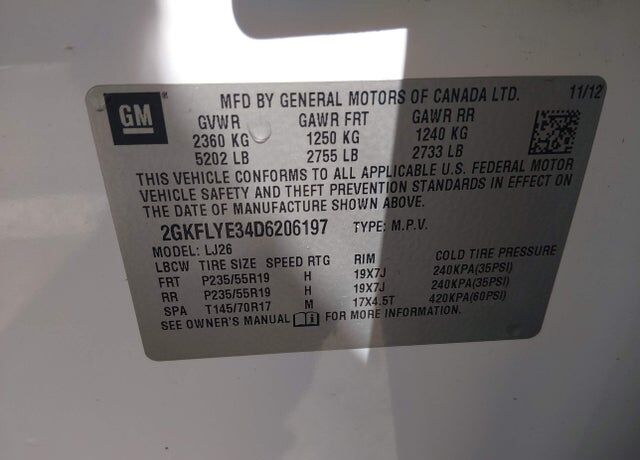 GM
MFD BY GENERAL MOTORS OF CANADA LTD. 11/12
GVWR GAWR FRT GAWR RR
2360 KG 1250 KG 1240 KG
5202 LB 2755 LB 2733 LB
THIS VEHICLE CONFORMS TO ALL APPLICABLE U.S. FEDERAL MOTOR
VEHICLE SAFETY AND THEFT PREVENTION STANDARDS IN EFFECT ON
THE DATE OF MANUFACTURE SHOWN ABOVE.
2GKFLYE34D6206197 TYPE: M.P.V.
MODEL: LJ26
LBCW TIRE SIZE SPEED RTG RIM COLD TIRE PRESSURE
FRT P235/55R19 H 19X7J 240KPA(35PSI)
RR P235/55R19 H 19X7J 240KPA(35PSI)
SPA T145/70R17 M 17X4.5T 420KPA(60PSI)
SEE OWNER'S MANUAL FOR MORE INFORMATION.